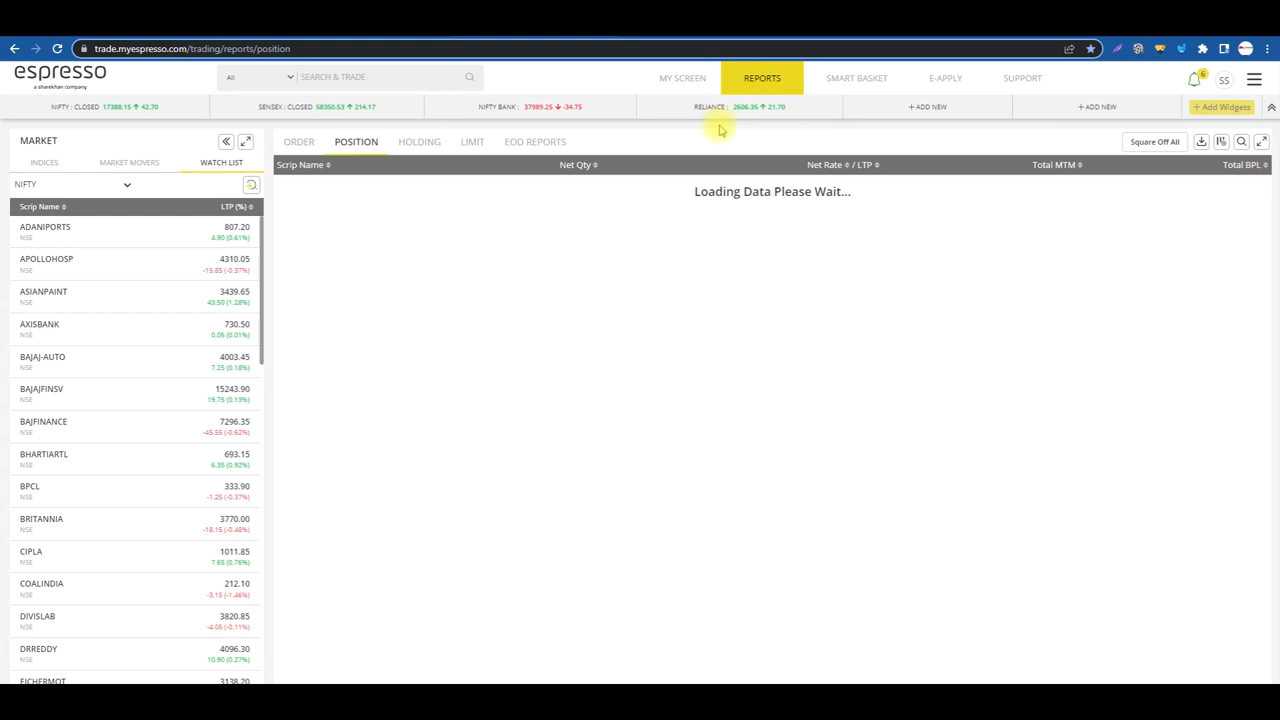 trade.myespresso.com/trading/reports/position
espresso
a sharekhan company
All
SEARCH & TRADE
MY SCREEN
REPORTS
SMART BASKET
E-APPLY
SUPPORT
6
SS
NIFTY : CLOSED 17388.15 ↑ 42.70
SENSEX : CLOSED 58350.53 ↑ 214.17
NIFTY BANK : 37989.25 ↓ -34.75
RELIANCE : 2606.35 ↑ 21.70
+ ADD NEW
+ ADD NEW
+ Add Widgets
MARKET
INDICES
MARKET MOVERS
WATCH LIST
NIFTY
Scrip Name LTP (%)
ADANIPORTS 807.20
NSE 4.90 (0.61%)
APOLLOHOSP 4310.05
NSE -15.85 (-0.37%)
ASIANPAINT 3439.65
NSE 43.50 (1.28%)
AXISBANK 730.50
NSE 0.05 (0.01%)
BAJAJ-AUTO 4003.45
NSE 7.25 (0.18%)
BAJAJFINSV 15243.90
NSE 19.75 (0.13%)
BAJFINANCE 7296.35
NSE -45.55 (-0.62%)
BHARTIARTL 693.15
NSE 6.35 (0.92%)
BPCL 333.90
NSE -1.25 (-0.37%)
BRITANNIA 3770.00
NSE -18.15 (-0.48%)
CIPLA 1011.85
NSE 7.65 (0.76%)
COALINDIA 212.10
NSE -3.15 (-1.46%)
DIVISLAB 3820.85
NSE -4.05 (-0.11%)
DRREDDY 4096.30
NSE 10.90 (0.27%)
EICHERMOT 3138.20
ORDER
POSITION
HOLDING
LIMIT
EOD REPORTS
Square Off All
Scrip Name Net Qty Net Rate / LTP Total MTM Total BPL
Loading Data Please Wait...